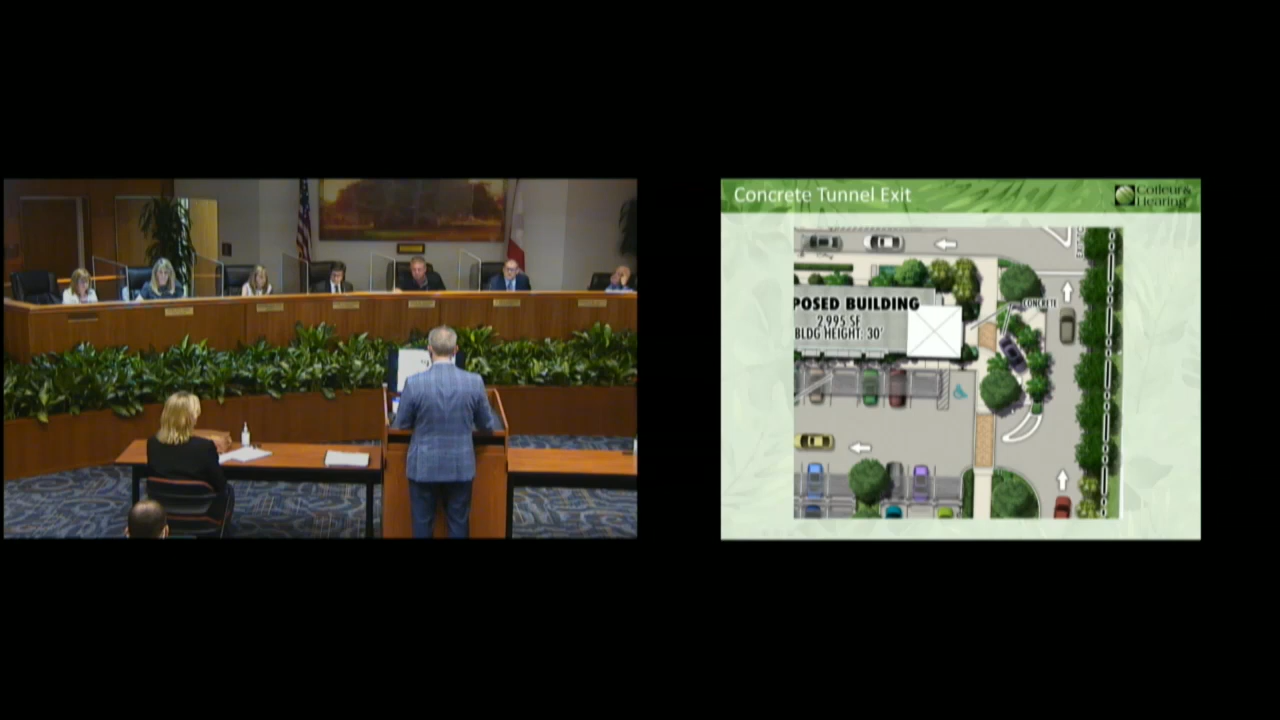 Concrete Tunnel Exit
Cotleur &
Hearing
POSED BUILDING
2,995 SF
BLDG HEIGHT: 30'
CONCRETE